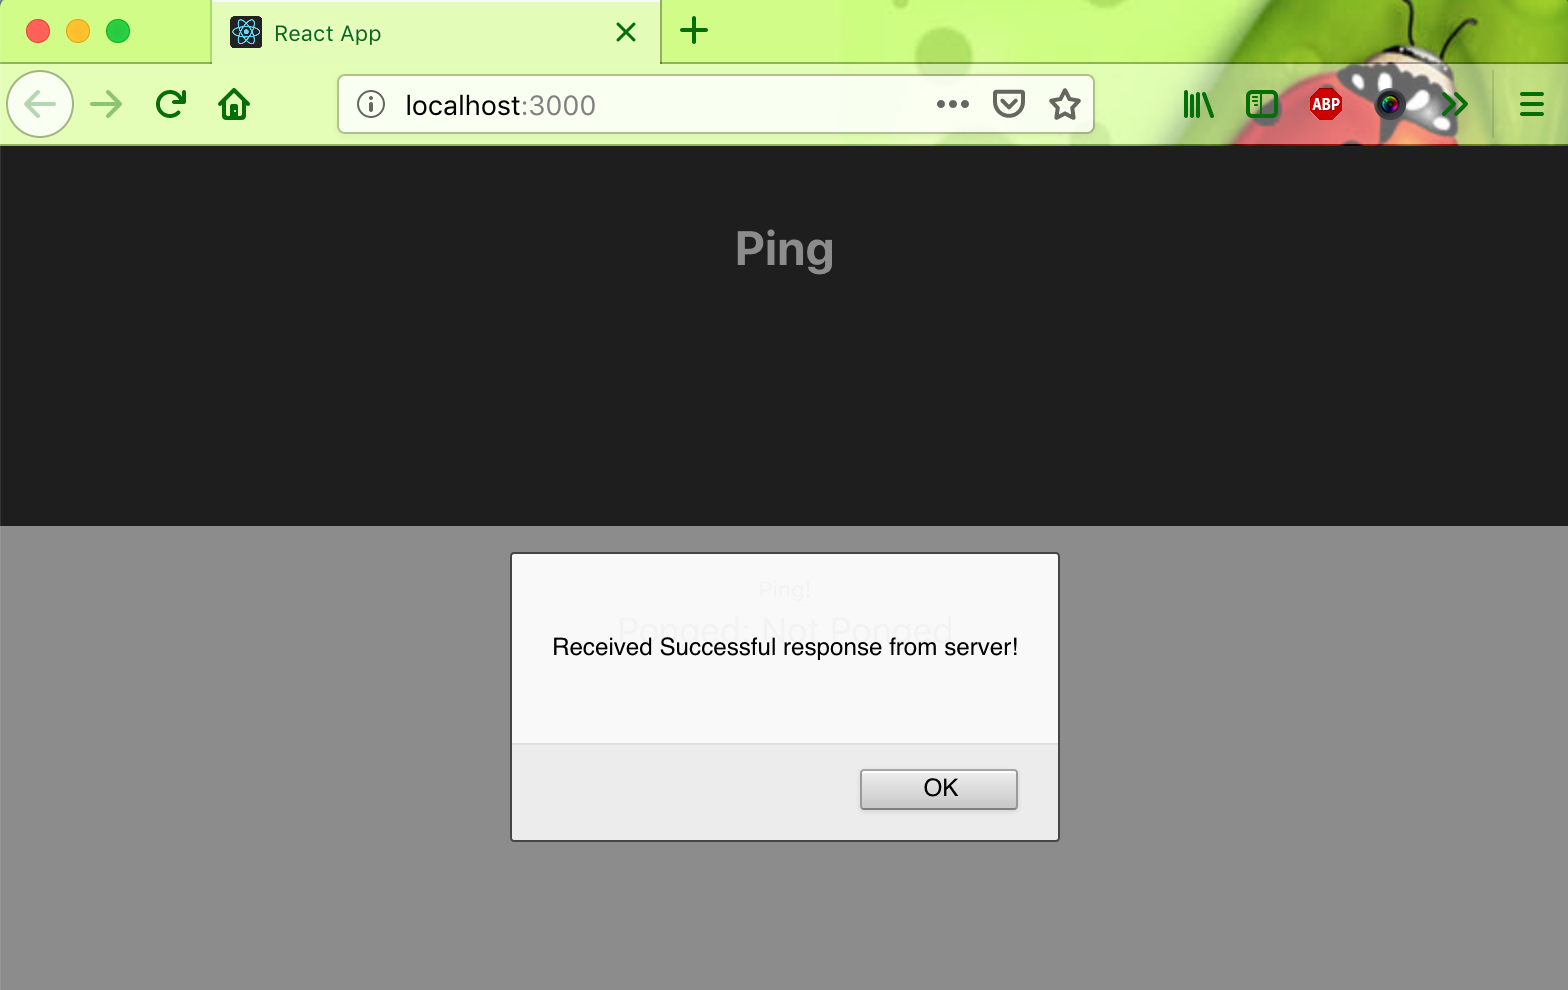 React App
localhost:3000
ABP
Ping
Ping!
Ponged: Not Ponged
Received Successful response from server!
OK